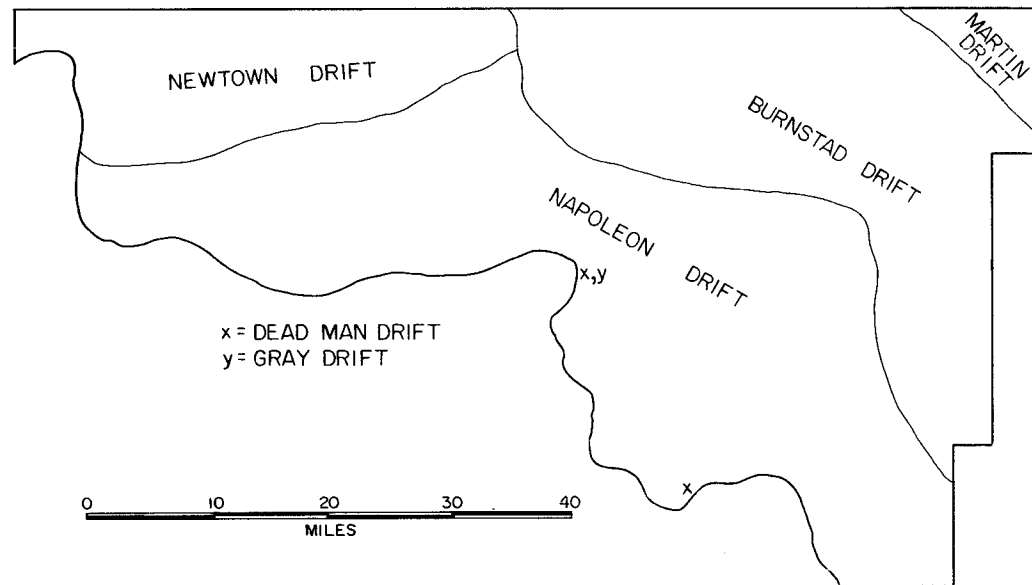 MARTIN
DRIFT
NEWTOWN DRIFT
BURNSTAD DRIFT
NAPOLEON DRIFT
x,y
x = DEAD MAN DRIFT
y = GRAY DRIFT
x
0 10 20 30 40
MILES